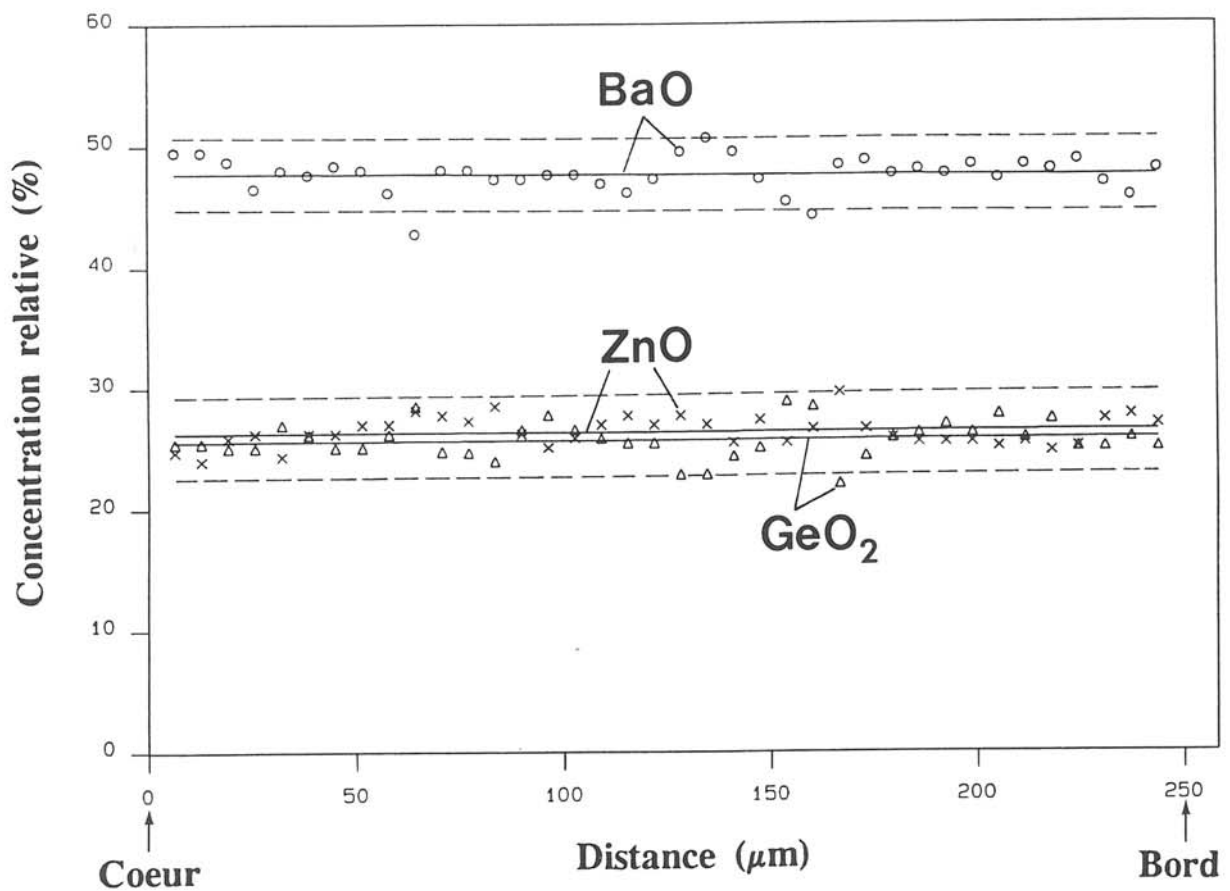 60
50
40
30
20
10
0
Concentration relative (%)
BaO
ZnO
GeO₂
0 50 100 150 200 250
Coeur
Distance (μm)
Bord